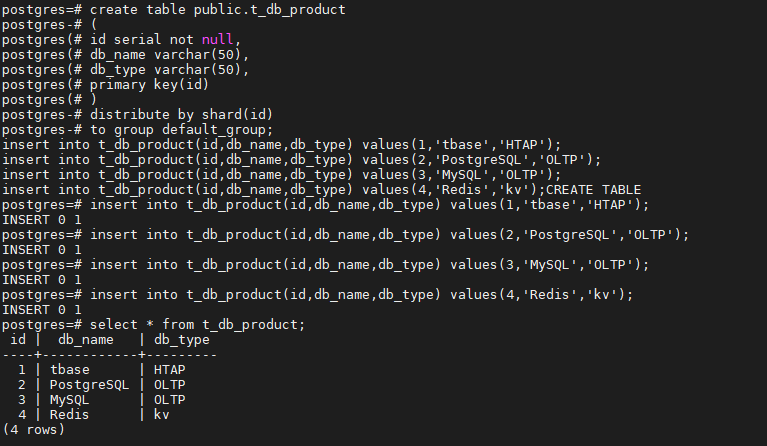 postgres=# create table public.t_db_product
postgres-# (
postgres(# id serial not null,
postgres(# db_name varchar(50),
postgres(# db_type varchar(50),
postgres(# primary key(id)
postgres(# )
postgres-# distribute by shard(id)
postgres-# to group default_group;
insert into t_db_product(id,db_name,db_type) values(1,'tbase','HTAP');
insert into t_db_product(id,db_name,db_type) values(2,'PostgreSQL','OLTP');
insert into t_db_product(id,db_name,db_type) values(3,'MySQL','OLTP');
insert into t_db_product(id,db_name,db_type) values(4,'Redis','kv');CREATE TABLE
postgres=# insert into t_db_product(id,db_name,db_type) values(1,'tbase','HTAP');
INSERT 0 1
postgres=# insert into t_db_product(id,db_name,db_type) values(2,'PostgreSQL','OLTP');
INSERT 0 1
postgres=# insert into t_db_product(id,db_name,db_type) values(3,'MySQL','OLTP');
INSERT 0 1
postgres=# insert into t_db_product(id,db_name,db_type) values(4,'Redis','kv');
INSERT 0 1
postgres=# select * from t_db_product;
 id |  db_name   | db_type
----+------------+---------
  1 | tbase      | HTAP
  2 | PostgreSQL | OLTP
  3 | MySQL      | OLTP
  4 | Redis      | kv
(4 rows)